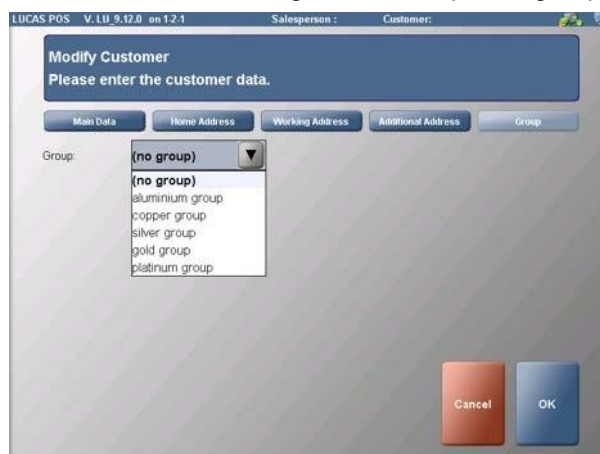 LUCAS POS V. LU_9.12.0 on 1-2-1 Salesperson : Customer:
Modify Customer
Please enter the customer data.
Main Data Home Address Working Address Additional Address Group
Group: (no group)
(no group)
aluminium group
copper group
silver group
gold group
platinum group
Cancel OK